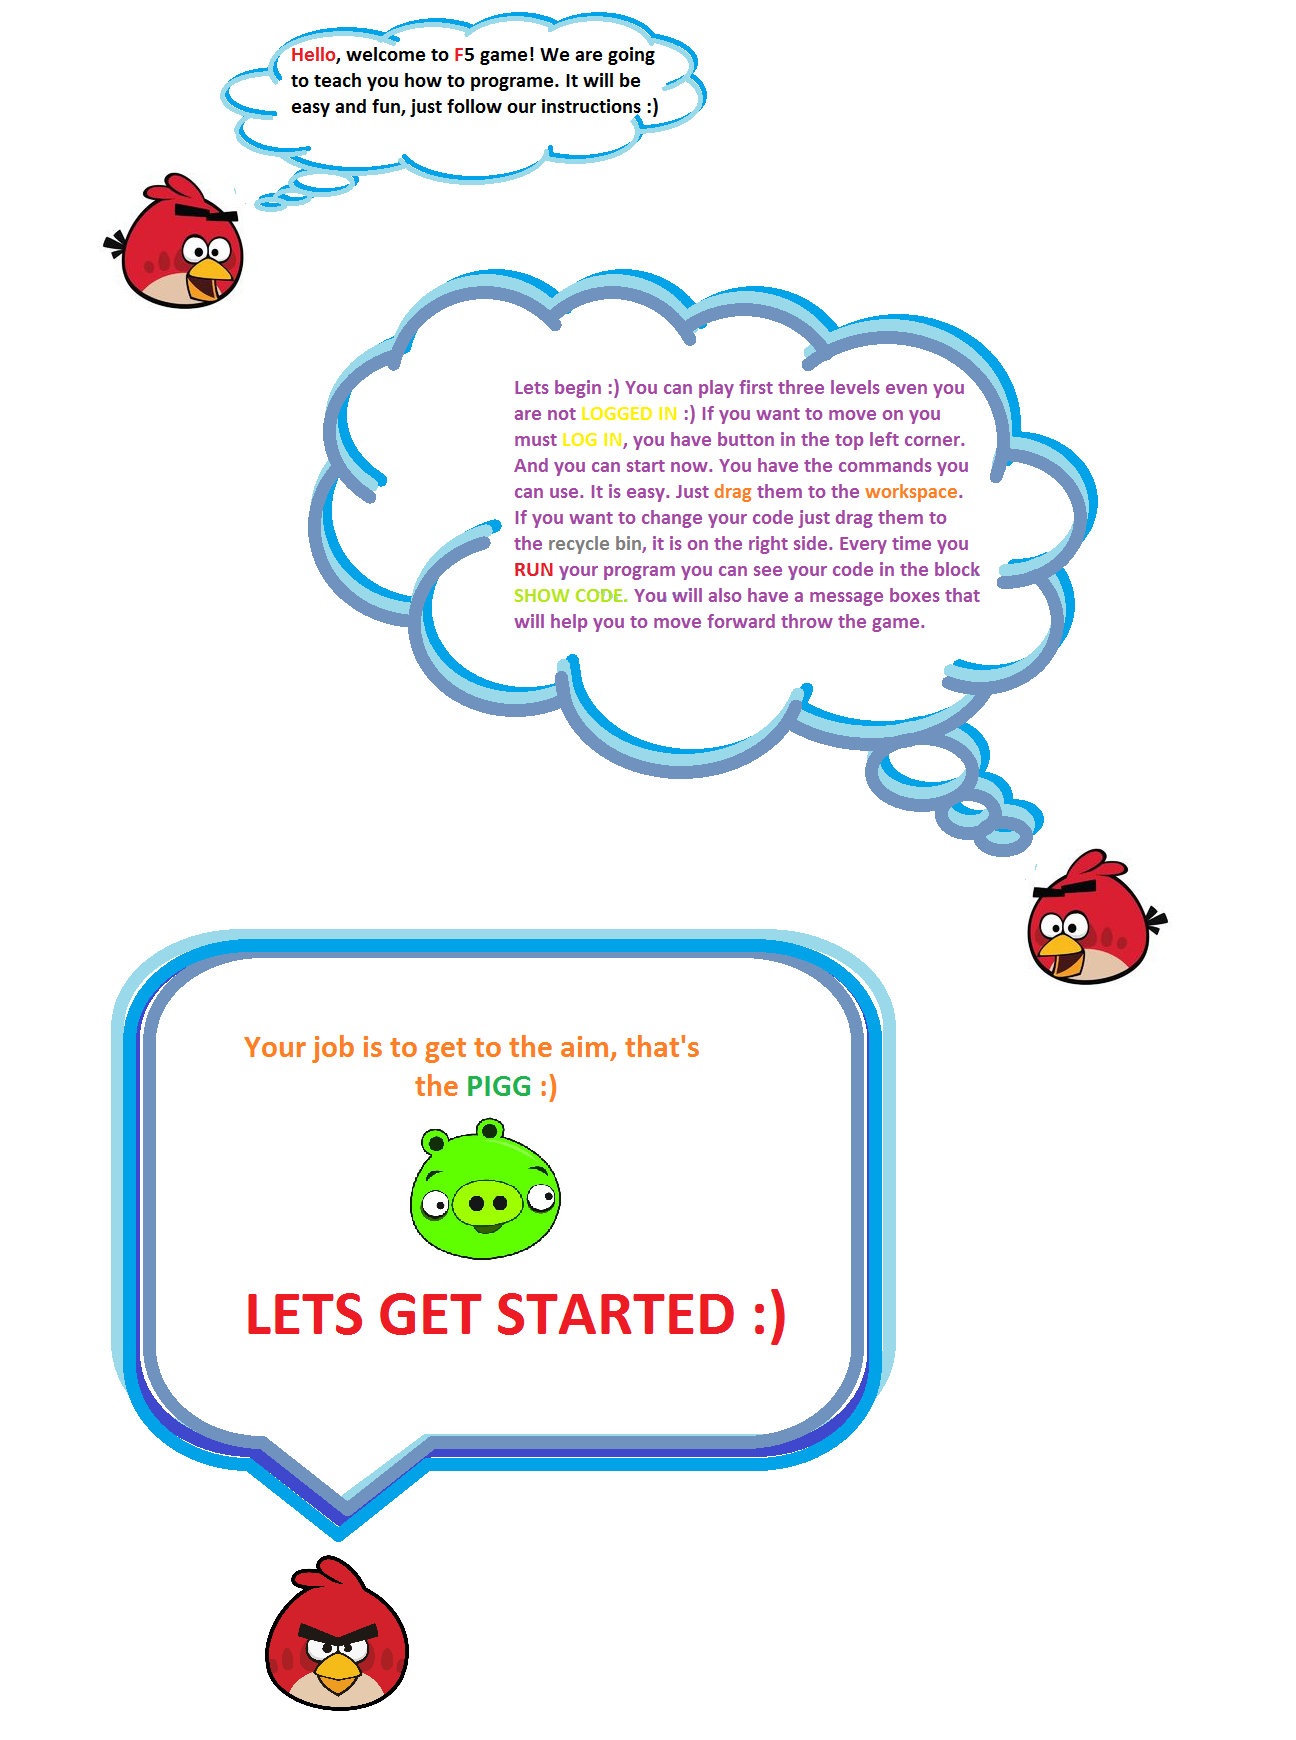 Hello, welcome to F5 game! We are going
to teach you how to programe. It will be
easy and fun, just follow our instructions :)
Lets begin :) You can play first three levels even you
are not LOGGED IN :) If you want to move on you
must LOG IN, you have button in the top left corner.
And you can start now. You have the commands you
can use. It is easy. Just drag them to the workspace.
If you want to change your code just drag them to
the recycle bin, it is on the right side. Every time you
RUN your program you can see your code in the block
SHOW CODE. You will also have a message boxes that
will help you to move forward throw the game.
Your job is to get to the aim, that's
the PIGG :)
LETS GET STARTED :)